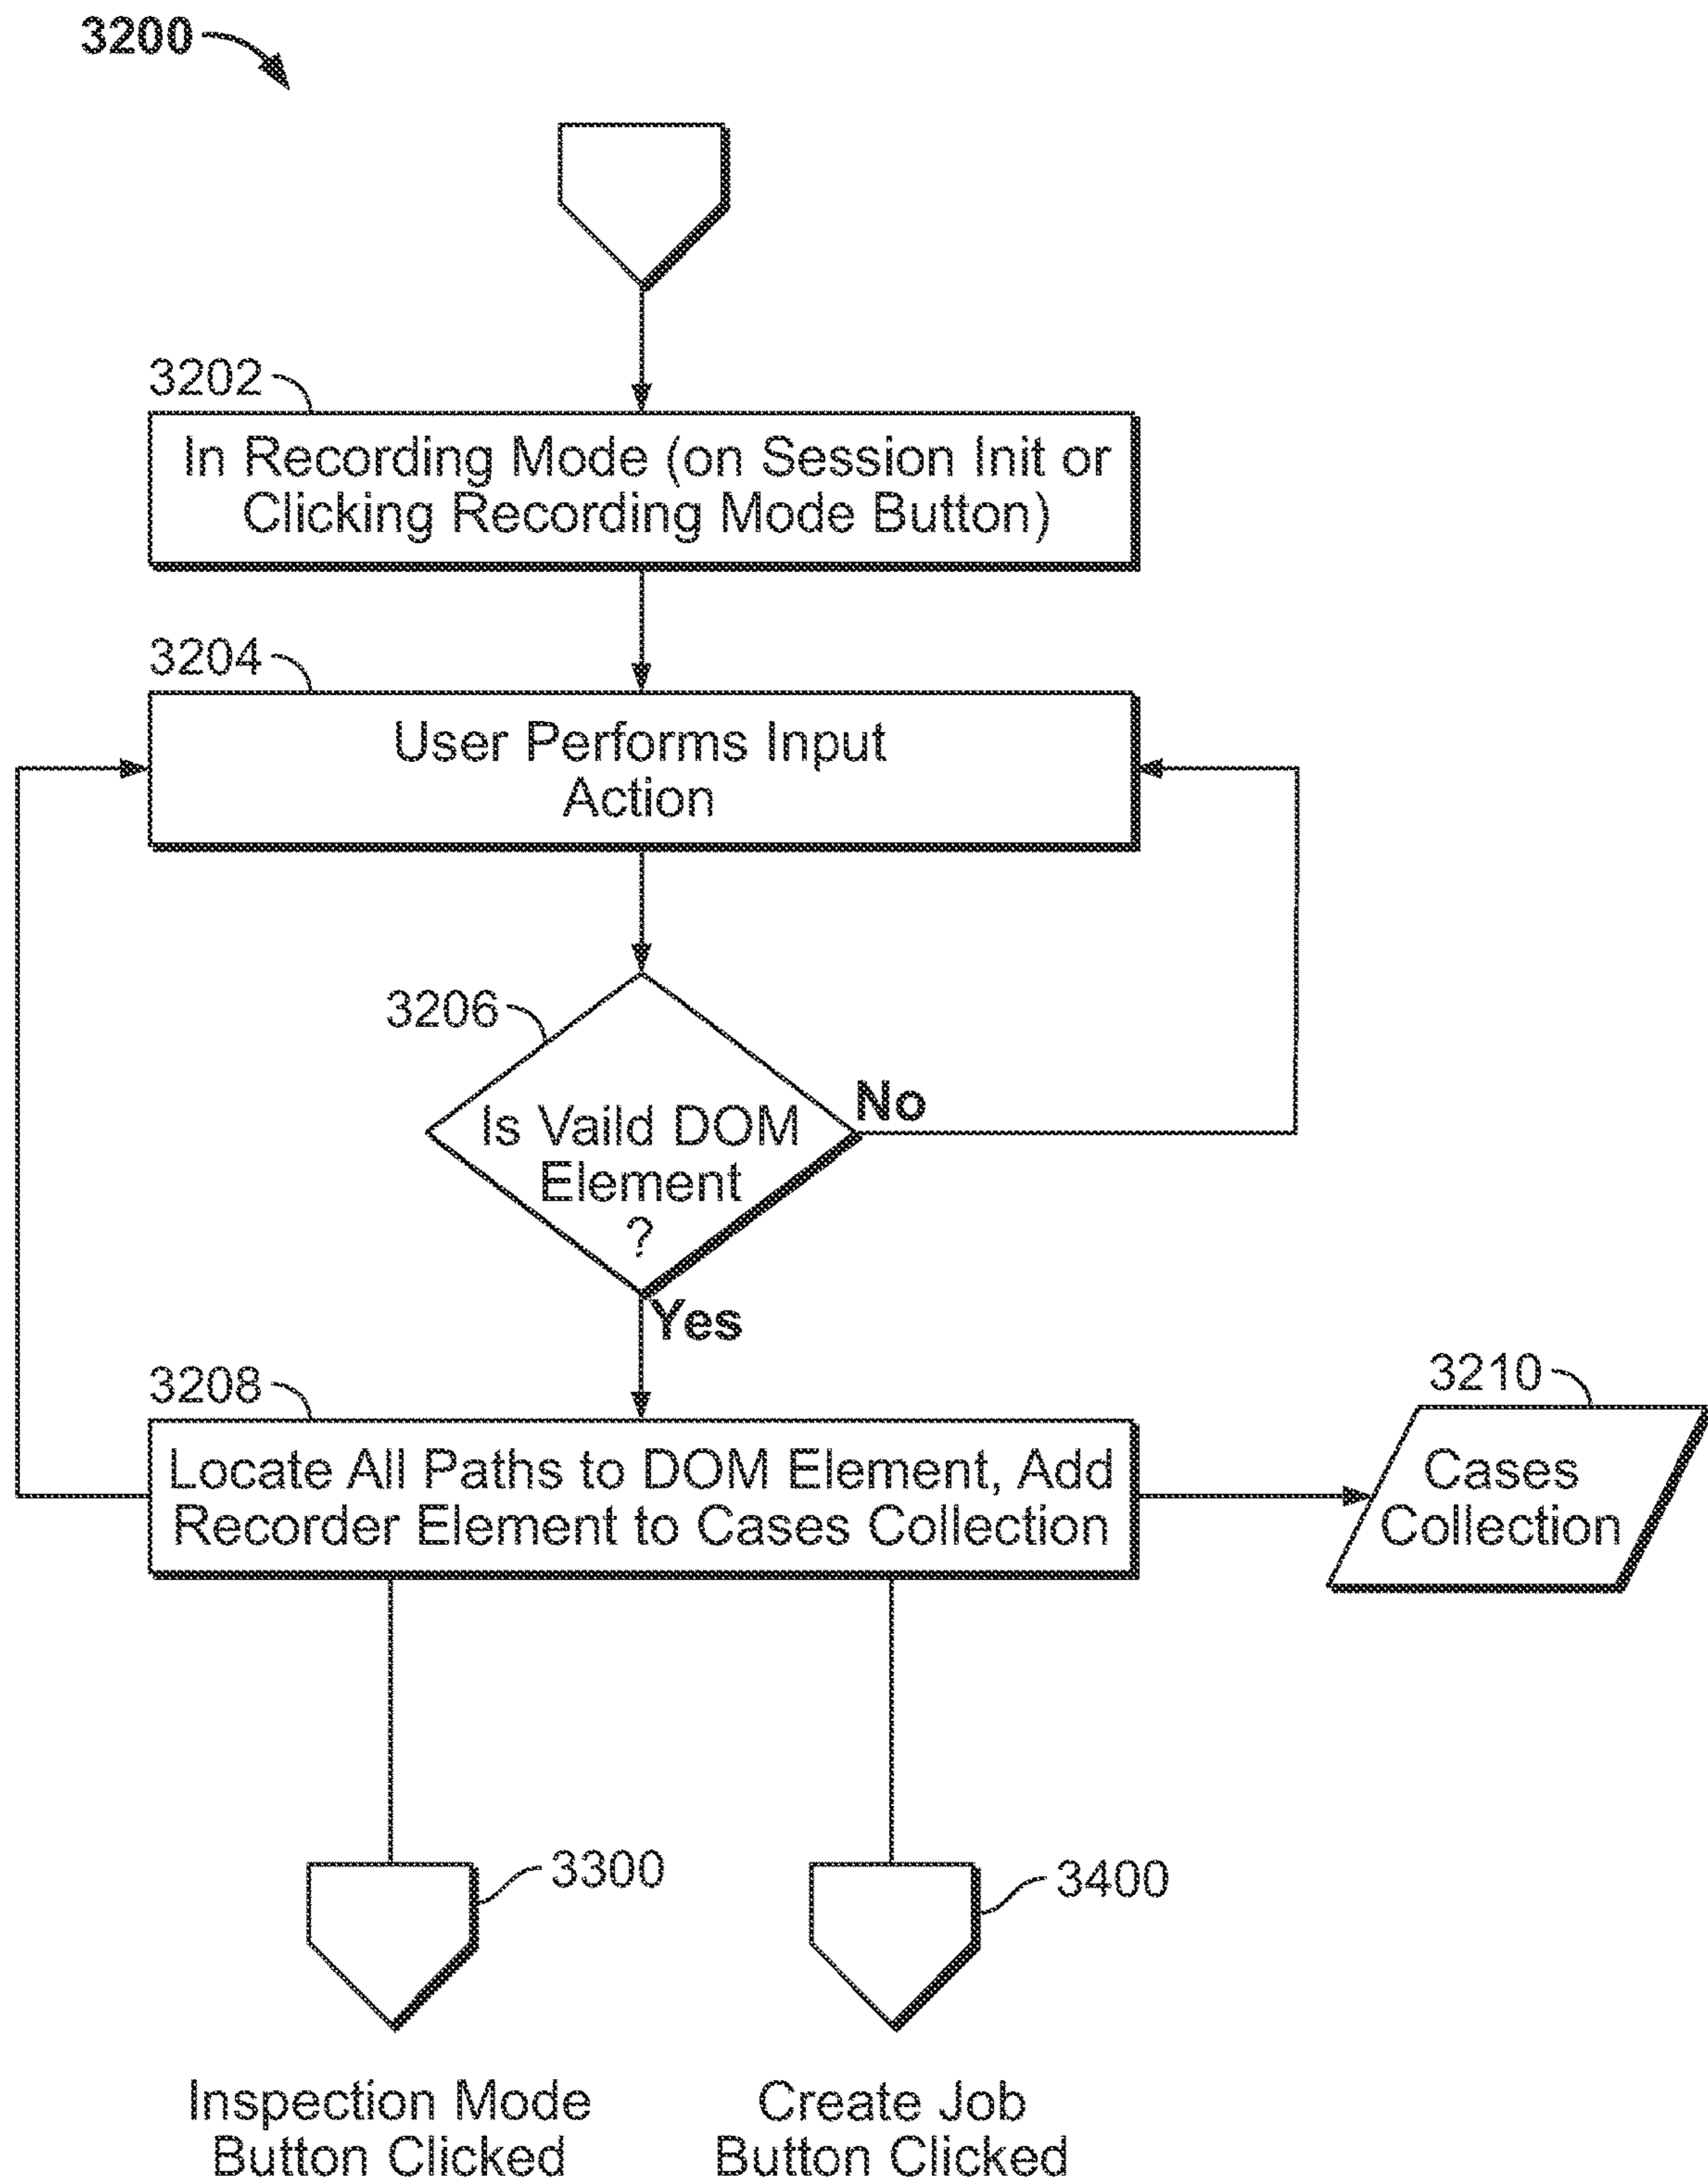 3200
3202
In Recording Mode (on Session Init or
Clicking Recording Mode Button)
3204
User Performs Input
Action
3206
Is Vaild DOM
Element
?
No
Yes
3208
Locate All Paths to DOM Element, Add
Recorder Element to Cases Collection
3210
Cases
Collection
3300
3400
Inspection Mode
Button Clicked
Create Job
Button Clicked